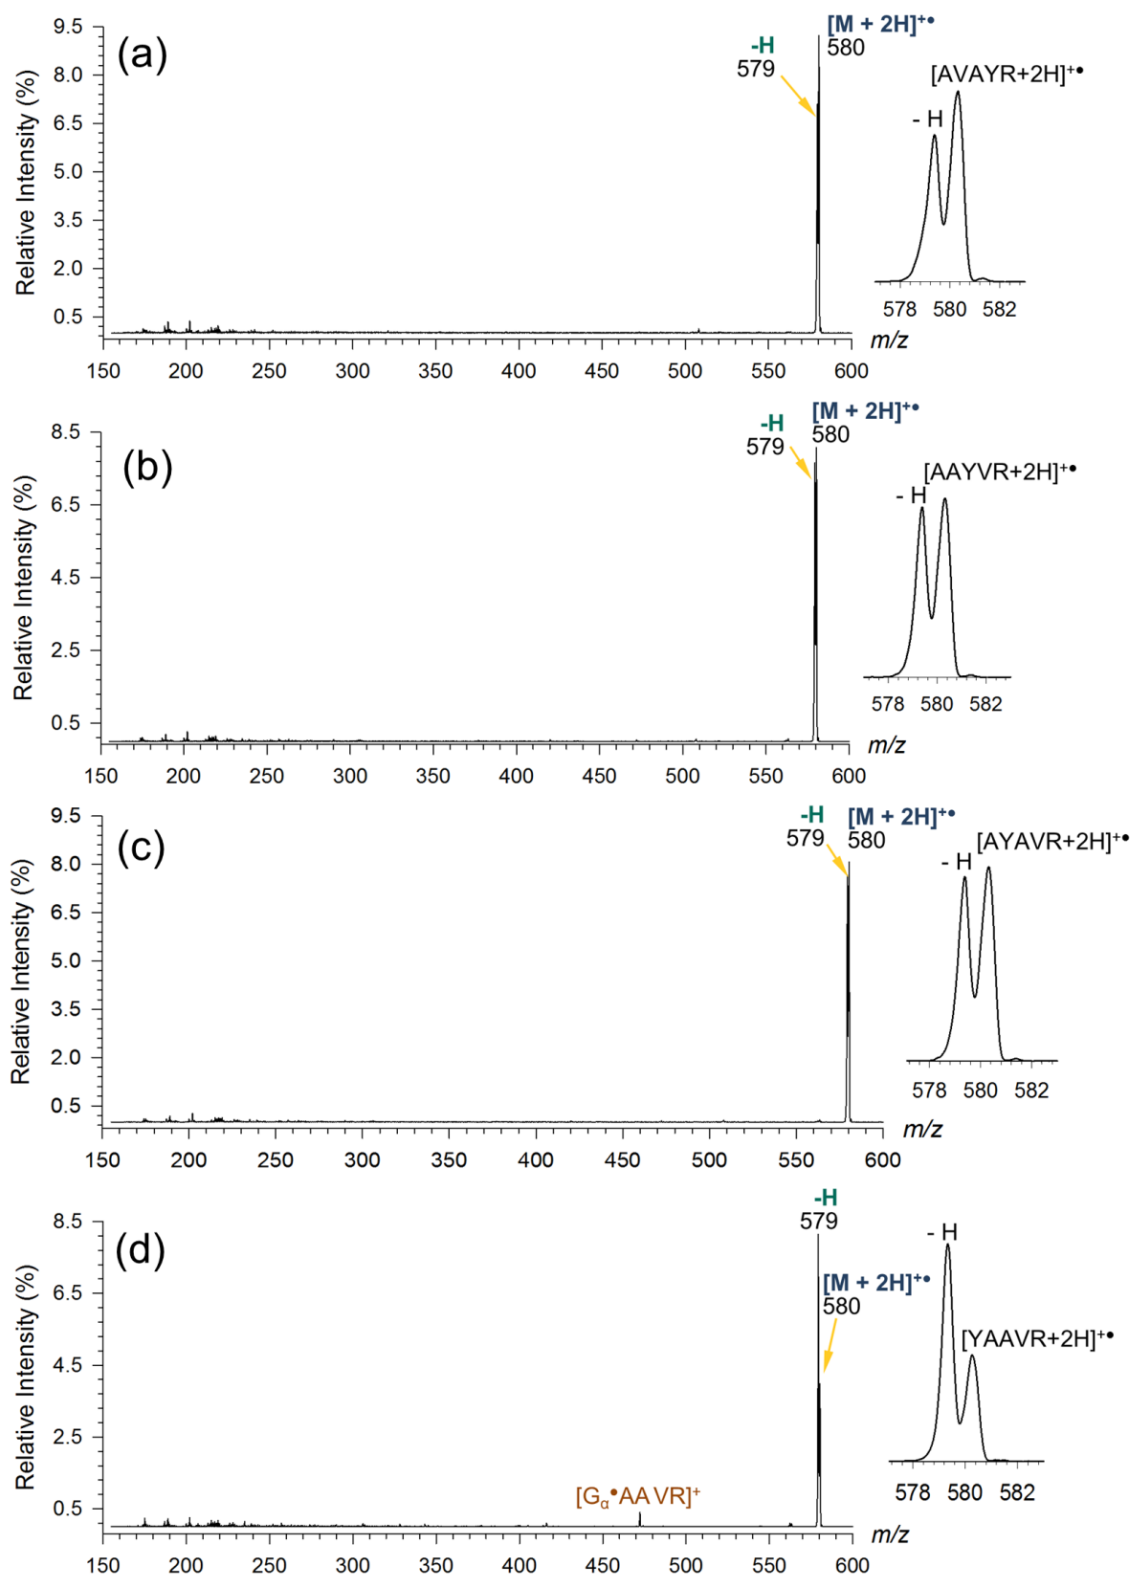 (a)
Relative Intensity (%)
9.5
8.0
6.5
5.0
3.5
2.0
0.5
-H
579
[M + 2H]⁺•
580
[AVAYR+2H]⁺•
- H
578 580 582
150 200 250 300 350 400 450 500 550 600
m/z
(b)
Relative Intensity (%)
8.5
6.5
4.5
2.5
0.5
-H
579
[M + 2H]⁺•
580
[AAYVR+2H]⁺•
- H
578 580 582
150 200 250 300 350 400 450 500 550 600
m/z
(c)
Relative Intensity (%)
9.5
8.0
6.5
5.0
3.5
2.0
0.5
-H
579
[M + 2H]⁺•
580
[AYAVR+2H]⁺•
- H
578 580 582
150 200 250 300 350 400 450 500 550 600
m/z
(d)
Relative Intensity (%)
8.5
6.5
4.5
2.5
0.5
-H
579
[M + 2H]⁺•
580
- H
[YAAVR+2H]⁺•
[Gα•AAVR]⁺
578 580 582
150 200 250 300 350 400 450 500 550 600
m/z